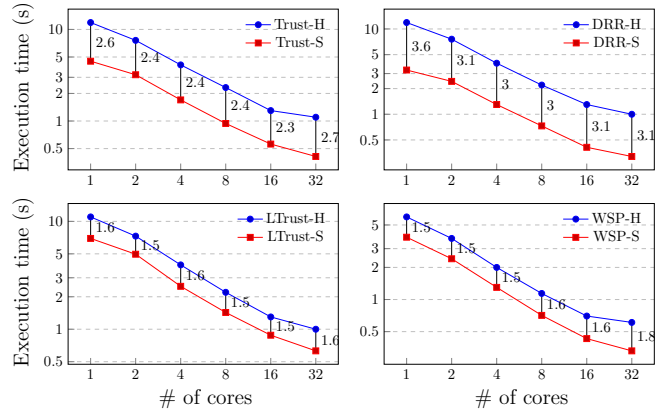 Execution time (s)
10
5
3
2
1
0.5
Trust-H
Trust-S
2.6
2.4
2.4
2.4
2.3
2.7
1 2 4 8 16 32
10
5
3
2
1
0.5
DRR-H
DRR-S
3.6
3.1
3
3
3.1
3.1
1 2 4 8 16 32
Execution time (s)
10
5
3
2
1
0.5
LTrust-H
LTrust-S
1.6
1.5
1.6
1.5
1.5
1.6
1 2 4 8 16 32
# of cores
5
3
2
1
0.5
WSP-H
WSP-S
1.5
1.5
1.5
1.6
1.6
1.8
1 2 4 8 16 32
# of cores